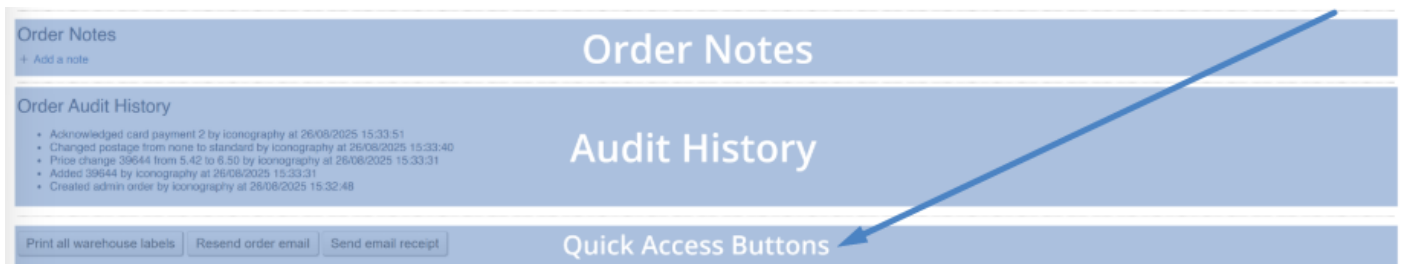 Order Notes
Order Notes
+ Add a note
Order Audit History
Audit History
• Acknowledged card payment 2 by iconography at 26/08/2025 15:33:51
• Changed postage from none to standard by iconography at 26/08/2025 15:33:40
• Price change 39644 from 5.42 to 6.50 by iconography at 26/08/2025 15:33:31
• Added 39644 by iconography at 26/08/2025 15:33:31
• Created admin order by iconography at 26/08/2025 15:32:48
Print all warehouse labels Resend order email Send email receipt Quick Access Buttons